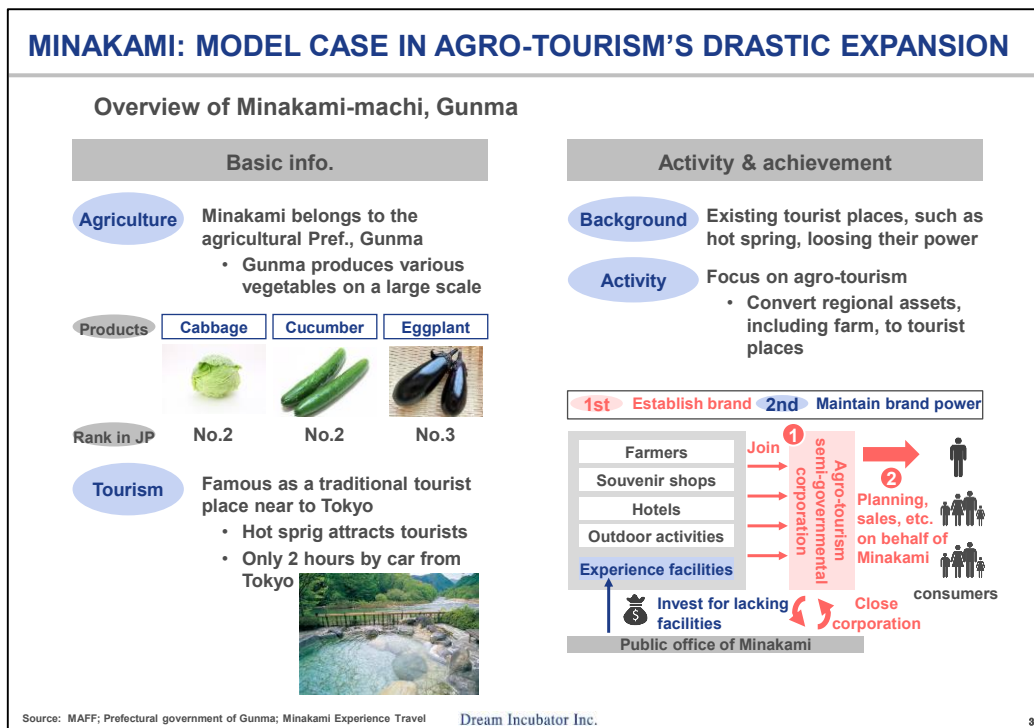 MINAKAMI: MODEL CASE IN AGRO-TOURISM'S DRASTIC EXPANSION
Overview of Minakami-machi, Gunma
Basic info.
Agriculture
Minakami belongs to the
agricultural Pref., Gunma
• Gunma produces various
vegetables on a large scale
Products
Cabbage
Cucumber
Eggplant
Rank in JP
No.2
No.2
No.3
Tourism
Famous as a traditional tourist
place near to Tokyo
• Hot sprig attracts tourists
• Only 2 hours by car from
Tokyo
Activity & achievement
Background
Existing tourist places, such as
hot spring, loosing their power
Activity
Focus on agro-tourism
• Convert regional assets,
including farm, to tourist
places
1st Establish brand 2nd Maintain brand power
Farmers
Souvenir shops
Hotels
Outdoor activities
Experience facilities
Join
1
Agro-tourism
semi-governmental
corporation
2
Planning,
sales, etc.
on behalf of
Minakami
consumers
$
Invest for lacking
facilities
Close
corporation
Public office of Minakami
Source: MAFF; Prefectural government of Gunma; Minakami Experience Travel
Dream Incubator Inc.
3